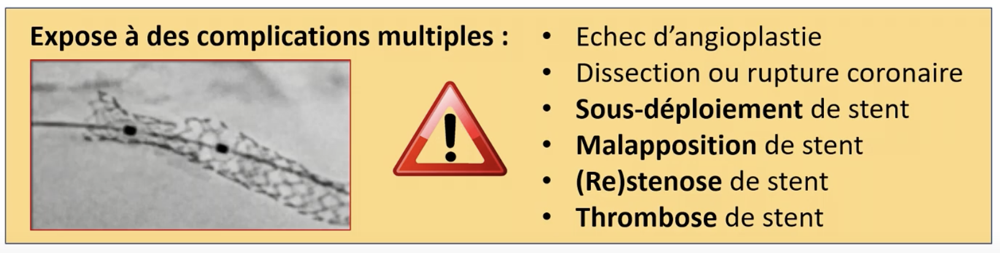 Expose à des complications multiples :
• Echec d’angioplastie
• Dissection ou rupture coronaire
• Sous-déploiement de stent
• Malapposition de stent
• (Re)stenose de stent
• Thrombose de stent